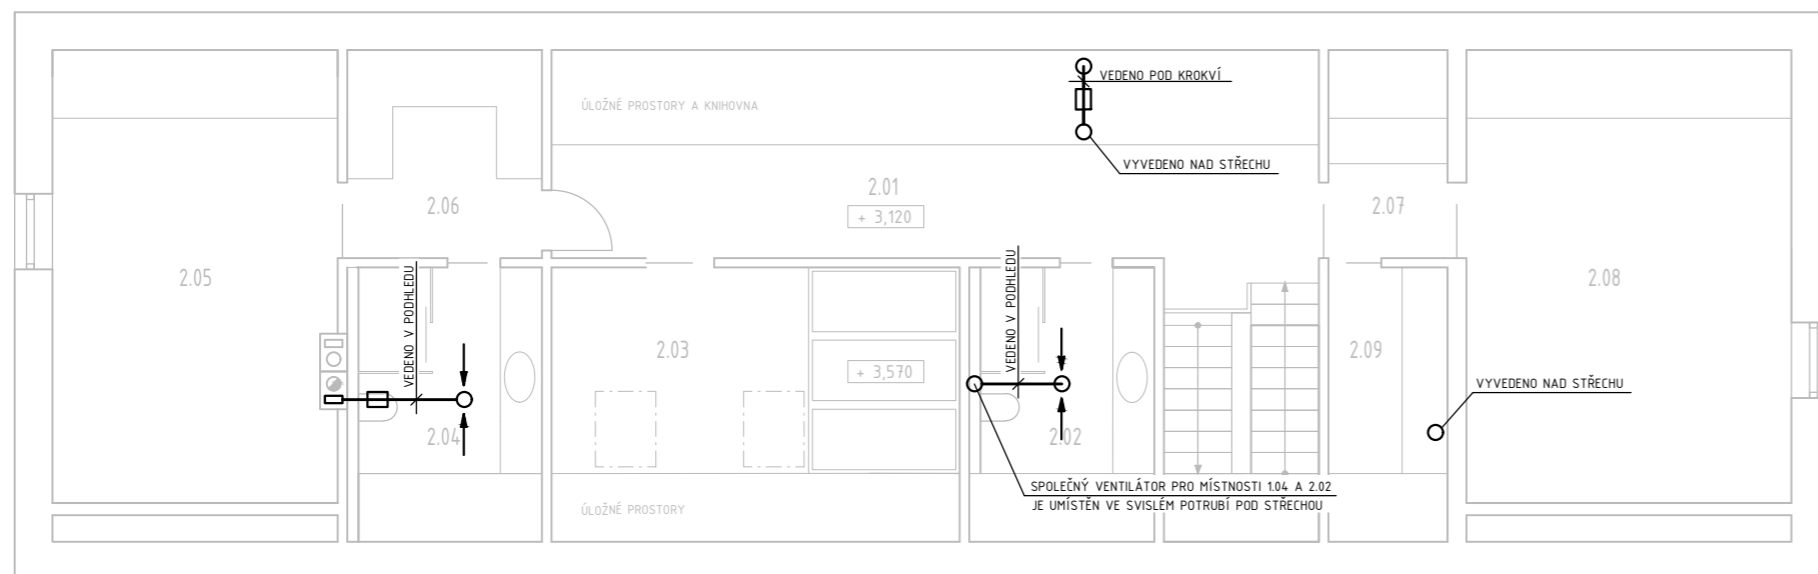 VEDENO POD KROKVÍ
ÚLOŽNÉ PROSTORY A KNIHOVNA
VYVEDENO NAD STŘECHU
2.01
+ 3,120
2.06
2.07
2.05
VEDENO V PODHLEDU
VEDENO V PODHLEDU
2.08
2.03
+ 3,570
2.09
VYVEDENO NAD STŘECHU
2.04
2.02
SPOLEČNÝ VENTILÁTOR PRO MÍSTNOSTI 1.04 A 2.02
JE UMÍSTĚN VE SVISLÉM POTRUBÍ POD STŘECHOU
ÚLOŽNÉ PROSTORY